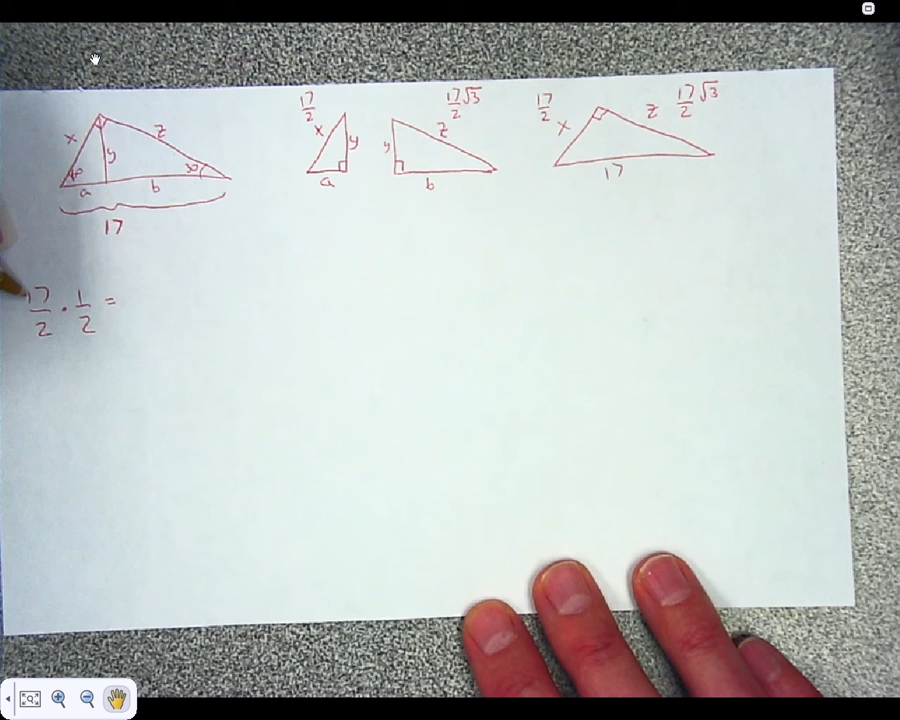 x y z 60 30 a b
17
17/2 x y a
y z 17/2 √3 b
17/2 x z 17/2 √3 17
17/2 · 1/2 =